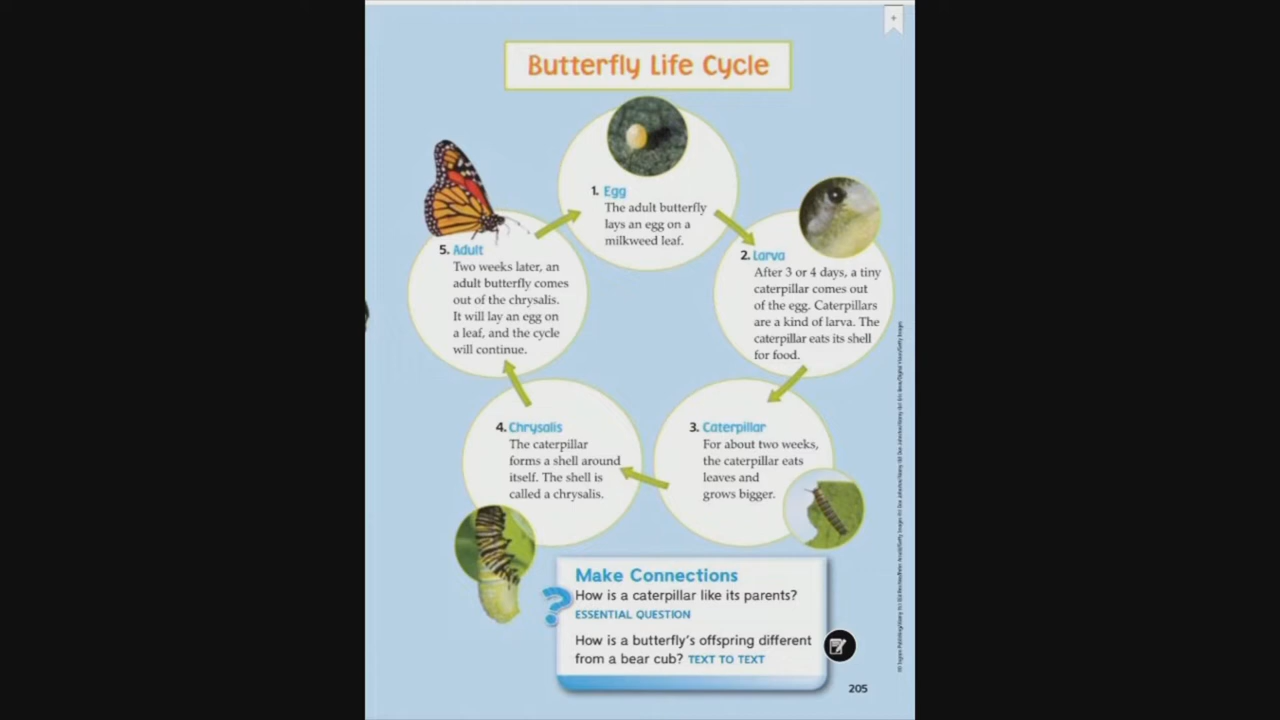 Butterfly Life Cycle
1. Egg
The adult butterfly
lays an egg on a
milkweed leaf.
2. Larva
After 3 or 4 days, a tiny
caterpillar comes out
of the egg. Caterpillars
are a kind of larva. The
caterpillar eats its shell
for food.
3. Caterpillar
For about two weeks,
the caterpillar eats
leaves and
grows bigger.
4. Chrysalis
The caterpillar
forms a shell around
itself. The shell is
called a chrysalis.
5. Adult
Two weeks later, an
adult butterfly comes
out of the chrysalis.
It will lay an egg on
a leaf, and the cycle
will continue.
Make Connections
How is a caterpillar like its parents?
ESSENTIAL QUESTION
How is a butterfly's offspring different
from a bear cub? TEXT TO TEXT
205